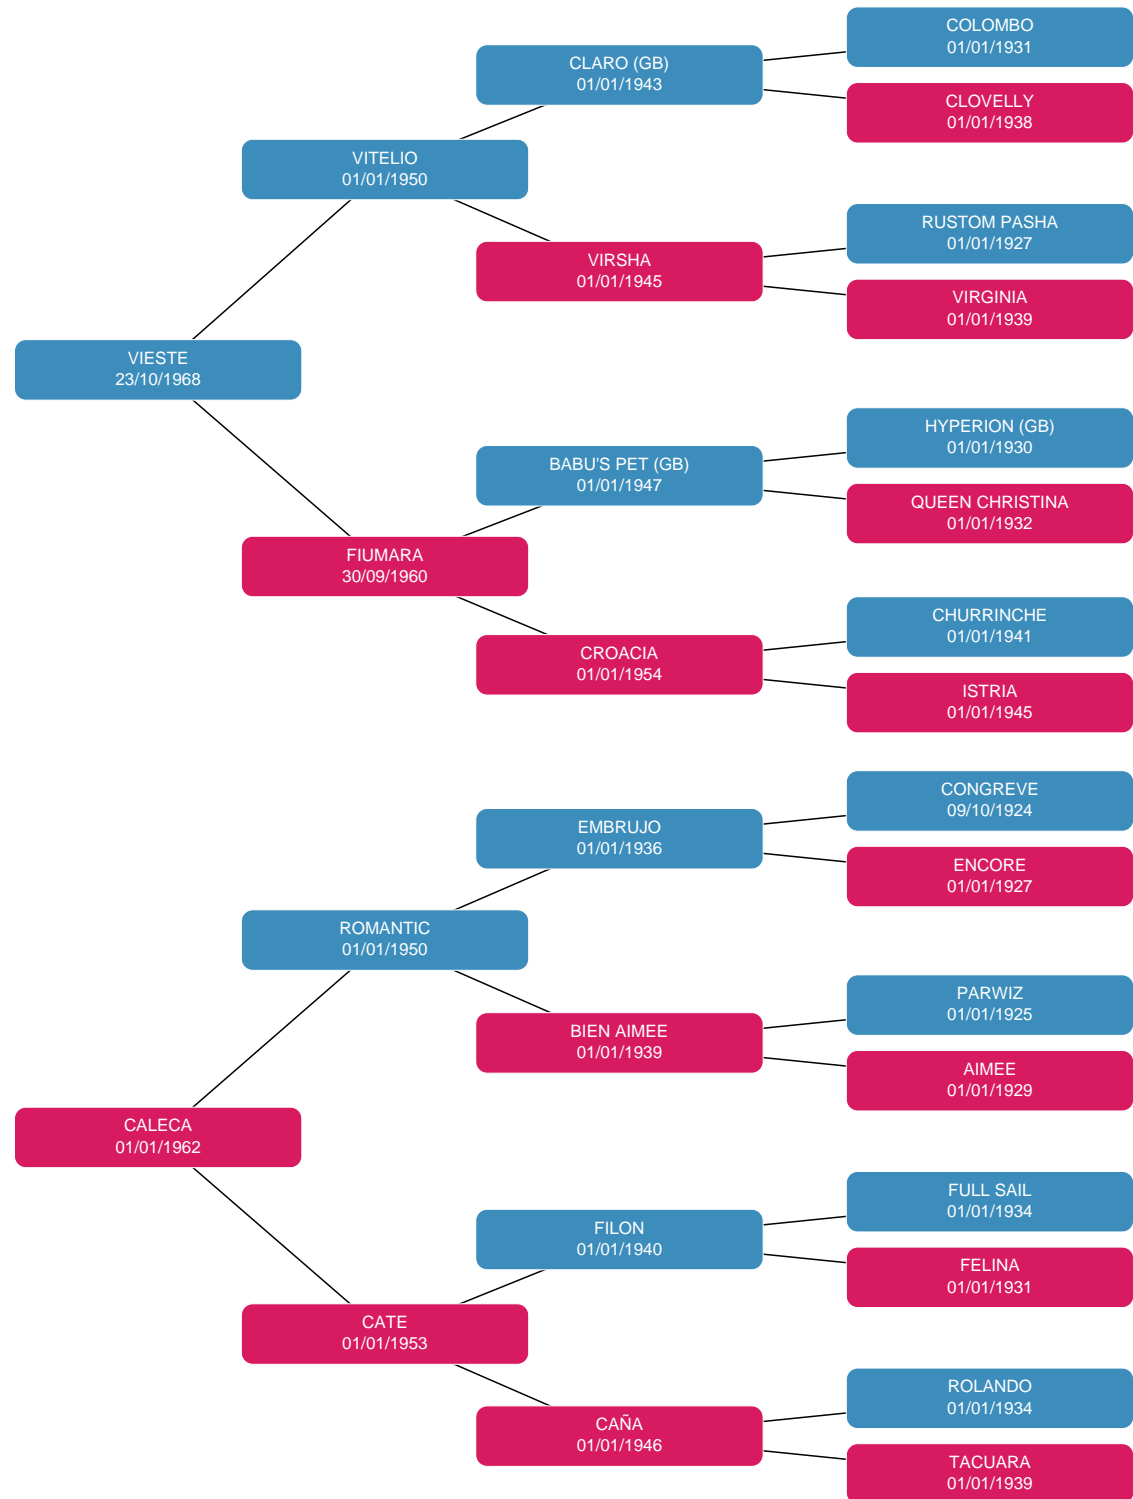 COLOMBO
01/01/1931
CLARO (GB)
01/01/1943
CLOVELLY
01/01/1938
VITELIO
01/01/1950
RUSTOM PASHA
01/01/1927
VIRSHA
01/01/1945
VIRGINIA
01/01/1939
VIESTE
23/10/1968
HYPERION (GB)
01/01/1930
BABU'S PET (GB)
01/01/1947
QUEEN CHRISTINA
01/01/1932
FIUMARA
30/09/1960
CHURRINCHE
01/01/1941
CROACIA
01/01/1954
ISTRIA
01/01/1945
CONGREVE
09/10/1924
EMBRUJO
01/01/1936
ENCORE
01/01/1927
ROMANTIC
01/01/1950
PARWIZ
01/01/1925
BIEN AIMEE
01/01/1939
AIMEE
01/01/1929
CALECA
01/01/1962
FULL SAIL
01/01/1934
FILON
01/01/1940
FELINA
01/01/1931
CATE
01/01/1953
ROLANDO
01/01/1934
CAÑA
01/01/1946
TACUARA
01/01/1939